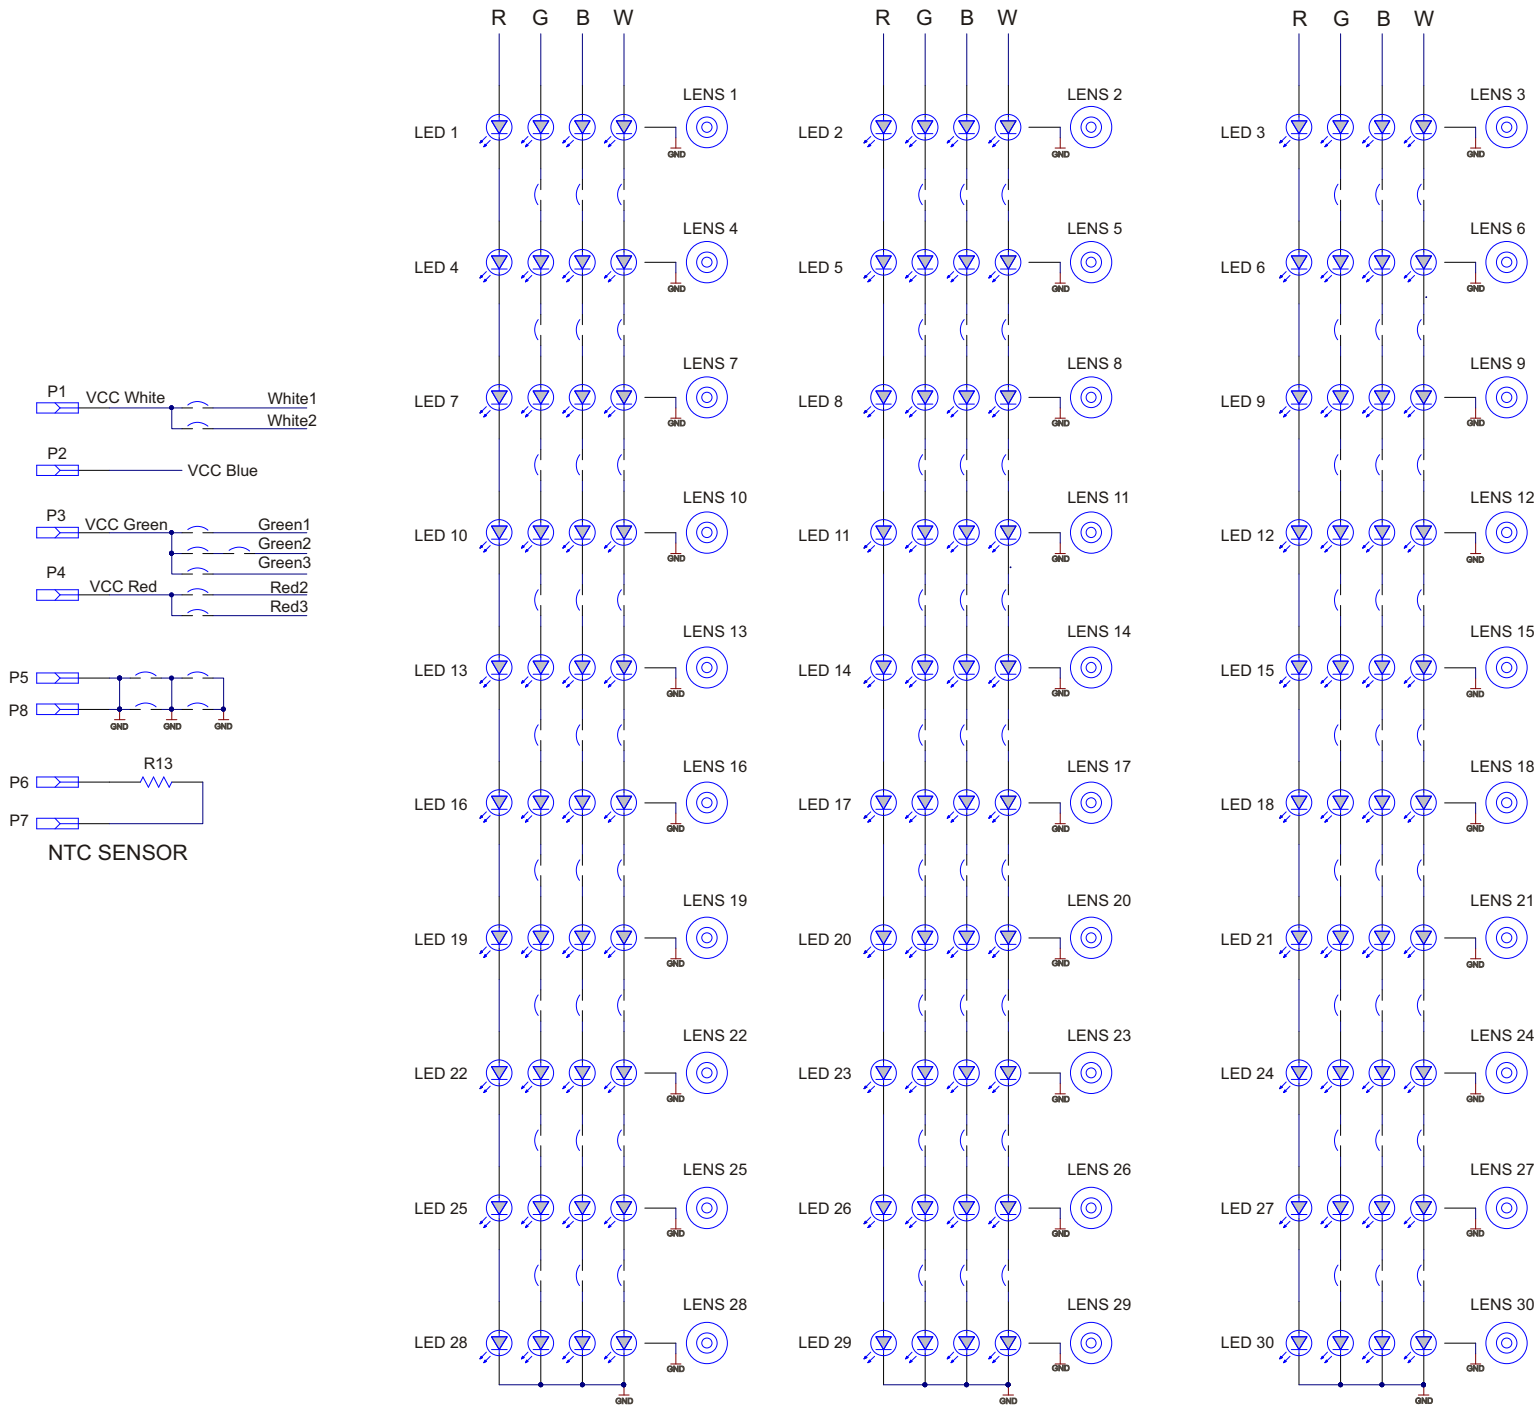 R G B W R G B W R G B W
LENS 1 LENS 2 LENS 3
LED 1 LED 2 LED 3
GND GND GND
LENS 4 LENS 5 LENS 6
LED 4 LED 5 LED 6
GND GND GND
LENS 7 LENS 8 LENS 9
LED 7 LED 8 LED 9
GND GND GND
LENS 10 LENS 11 LENS 12
LED 10 LED 11 LED 12
GND GND GND
LENS 13 LENS 14 LENS 15
LED 13 LED 14 LED 15
GND GND GND
LENS 16 LENS 17 LENS 18
LED 16 LED 17 LED 18
GND GND GND
LENS 19 LENS 20 LENS 21
LED 19 LED 20 LED 21
GND GND GND
LENS 22 LENS 23 LENS 24
LED 22 LED 23 LED 24
GND GND GND
LENS 25 LENS 26 LENS 27
LED 25 LED 26 LED 27
GND GND GND
LENS 28 LENS 29 LENS 30
LED 28 LED 29 LED 30
GND GND GND
GND GND GND
P1 VCC White White1
White2
P2
VCC Blue
P3 VCC Green Green1
Green2
Green3
P4 VCC Red Red2
Red3
P5
P8
GND GND GND
R13
P6
P7
NTC SENSOR